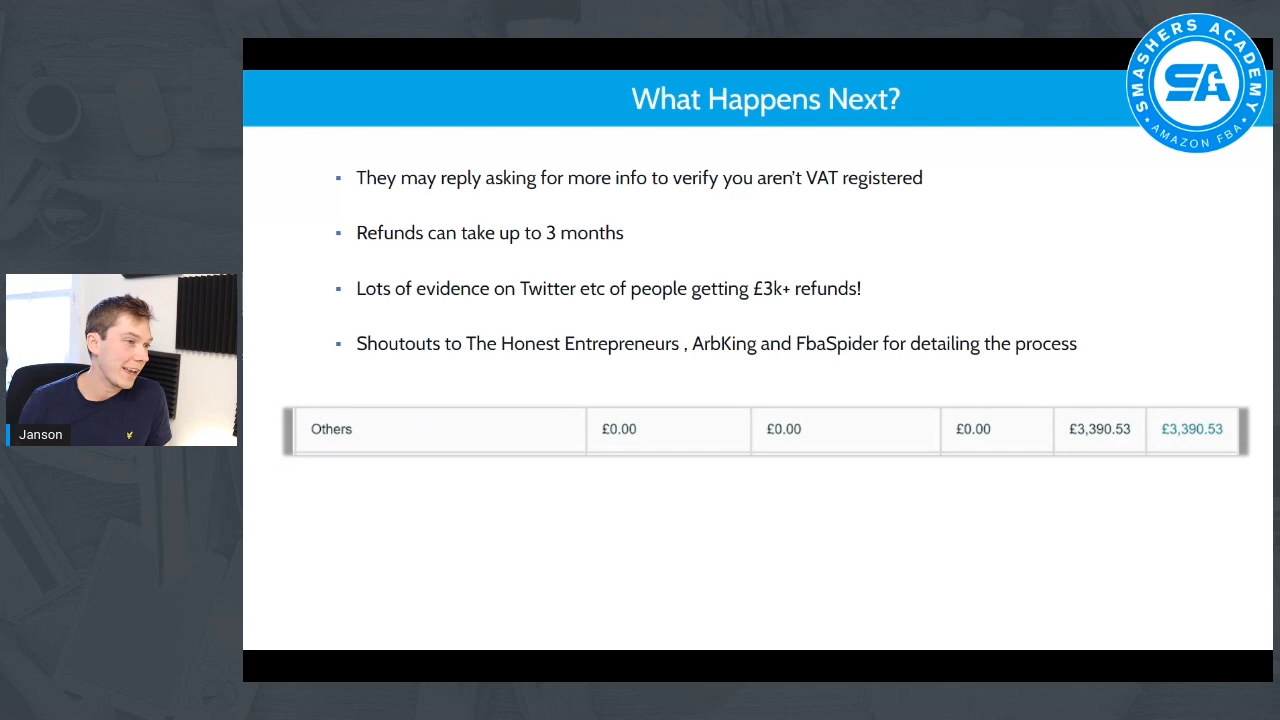 What Happens Next?
SMASHERS ACADEMY
SA
AMAZON FBA
They may reply asking for more info to verify you aren't VAT registered
Refunds can take up to 3 months
Lots of evidence on Twitter etc of people getting £3k+ refunds!
Shoutouts to The Honest Entrepreneurs , ArbKing and FbaSpider for detailing the process
Others £0.00 £0.00 £0.00 £3,390.53 £3,390.53
Janson